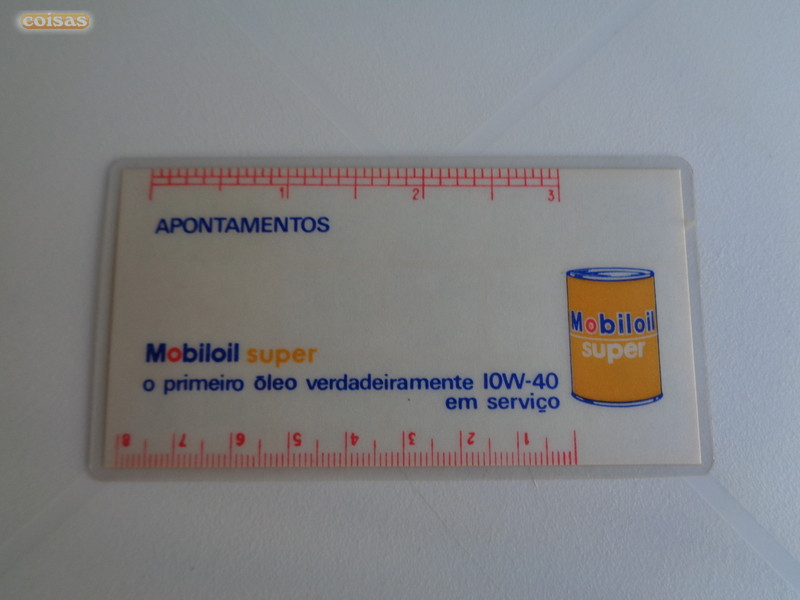 coisas
1 2 3
APONTAMENTOS
Mobiloil
super
Mobiloil super
o primeiro óleo verdadeiramente 10W-40
em serviço
8 7 6 5 4 3 2 1